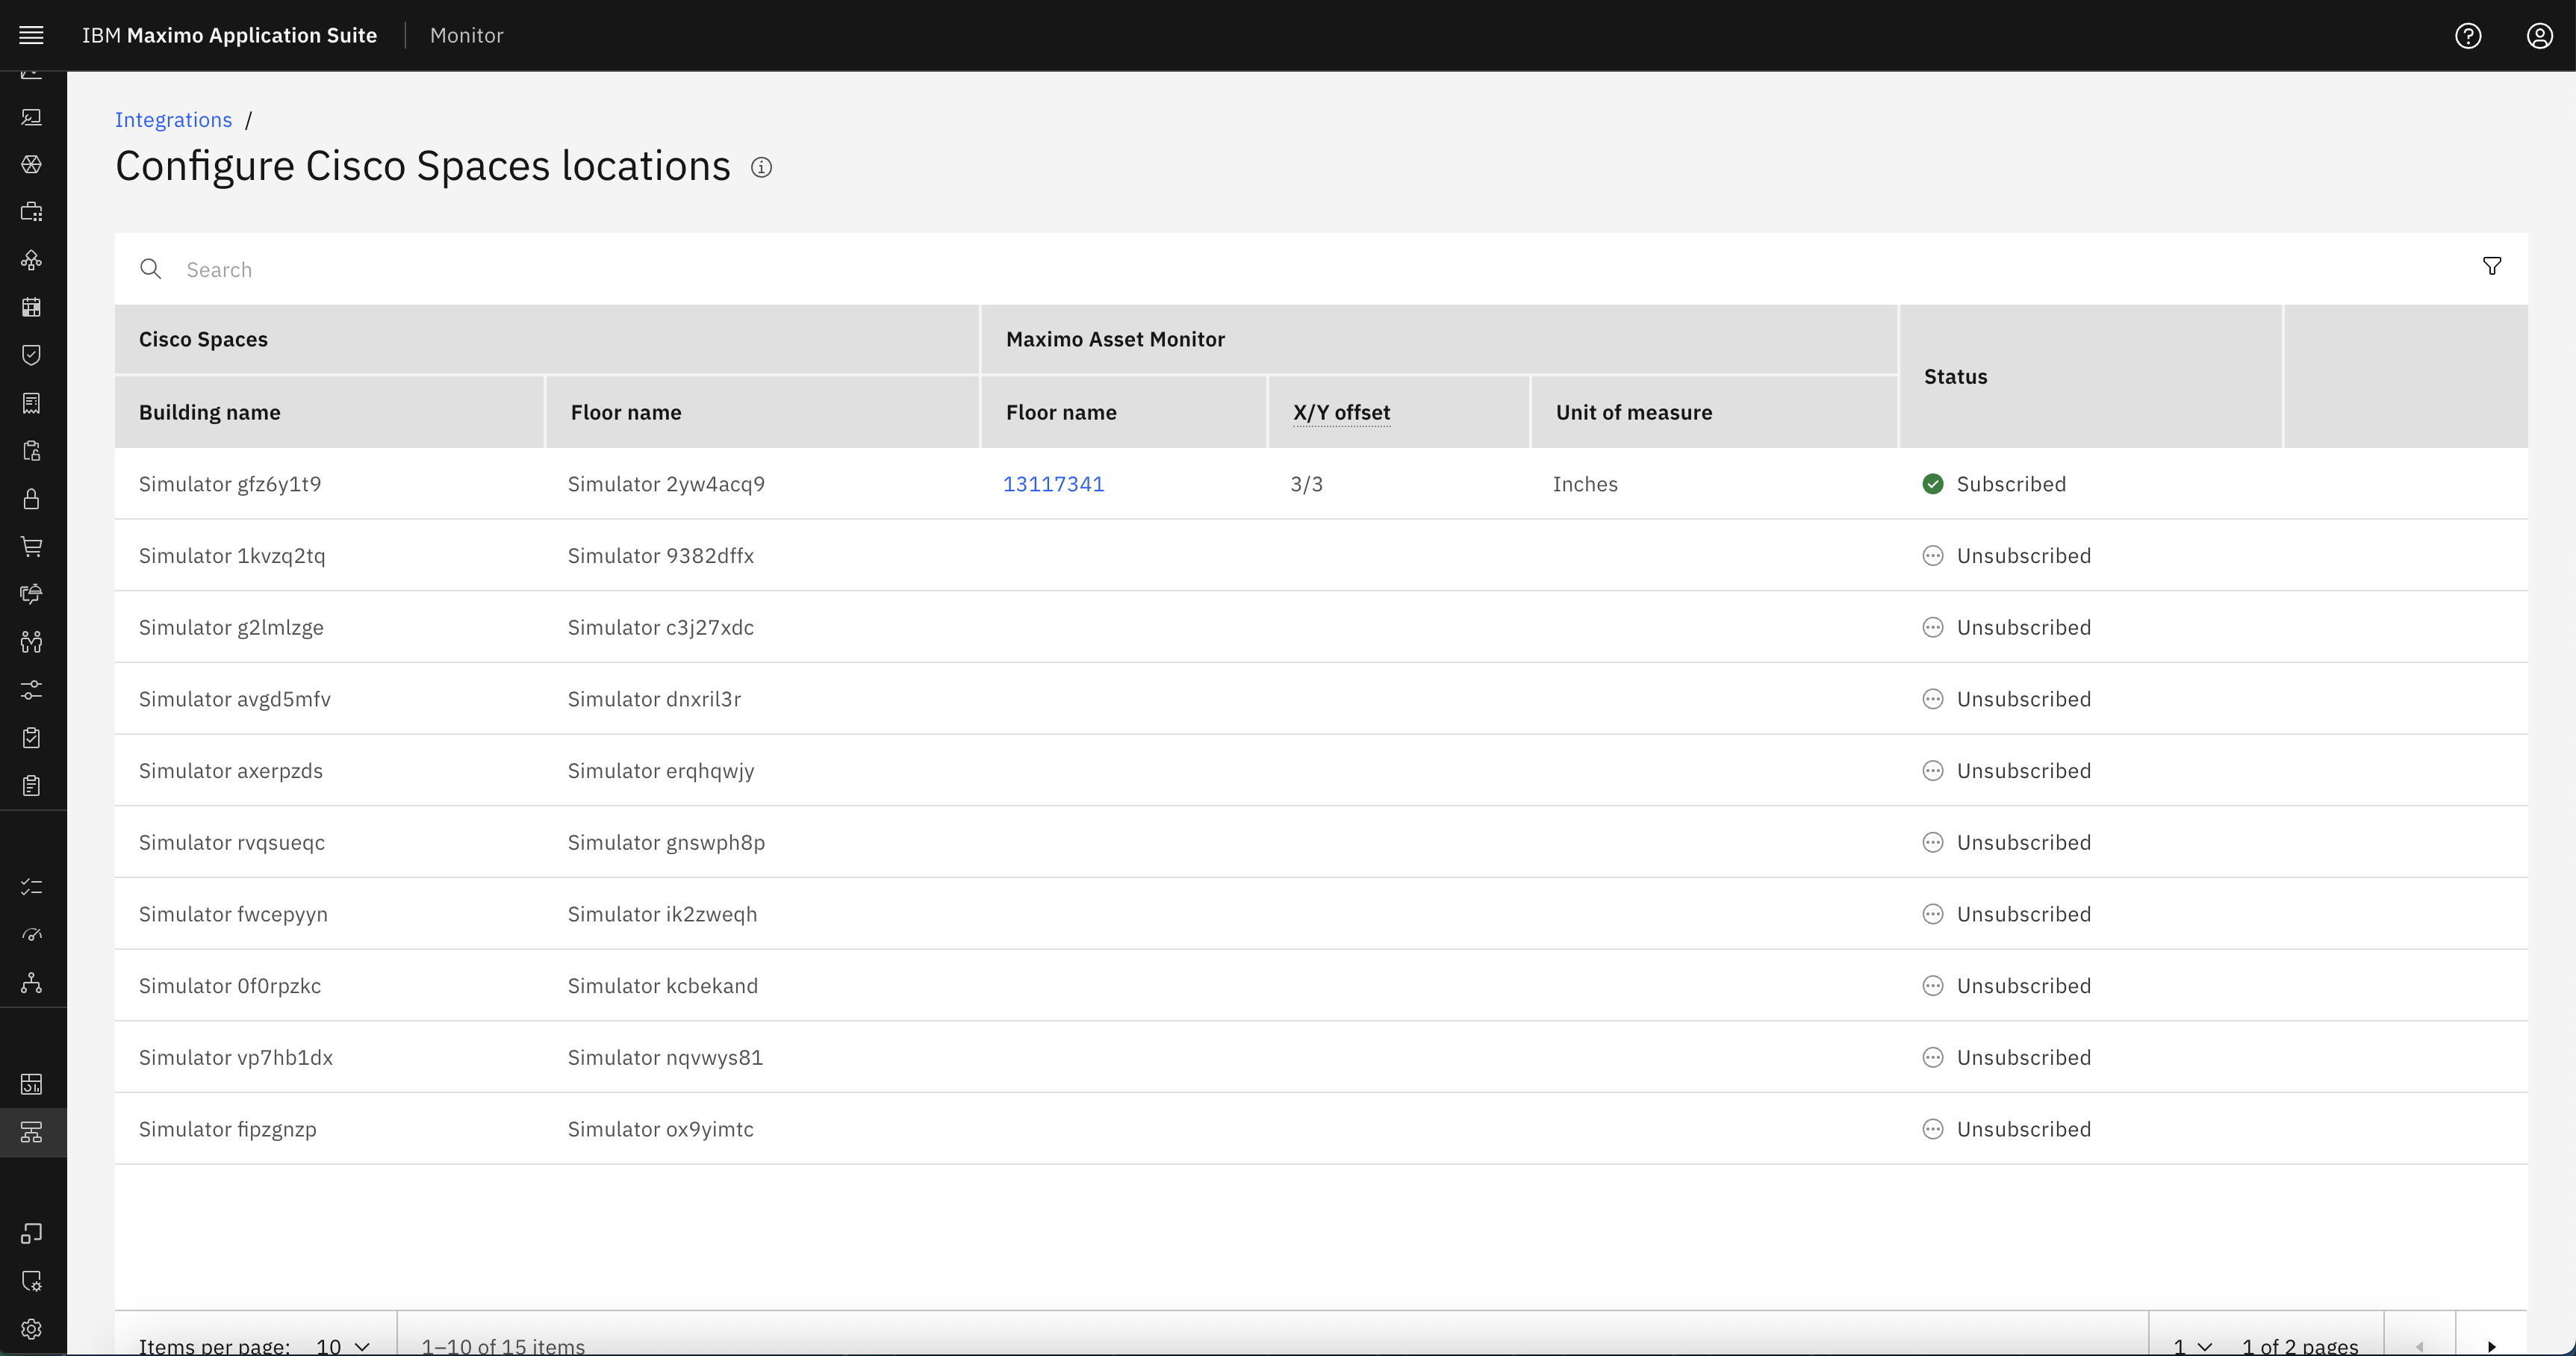 IBM Maximo Application Suite Monitor
Integrations /
Configure Cisco Spaces locations
Search
Cisco Spaces Maximo Asset Monitor Status
Building name Floor name Floor name X/Y offset Unit of measure
Simulator gfz6y1t9 Simulator 2yw4acq9 13117341 3/3 Inches Subscribed
Simulator 1kvzq2tq Simulator 9382dffx Unsubscribed
Simulator g2lmlzge Simulator c3j27xdc Unsubscribed
Simulator avgd5mfv Simulator dnxril3r Unsubscribed
Simulator axerpzds Simulator erqhqwjy Unsubscribed
Simulator rvqsueqc Simulator gnswph8p Unsubscribed
Simulator fwcepyyn Simulator ik2zweqh Unsubscribed
Simulator 0f0rpzkc Simulator kcbekand Unsubscribed
Simulator vp7hb1dx Simulator nqvwys81 Unsubscribed
Simulator fipzgnzp Simulator ox9yimtc Unsubscribed
Items per page: 10 1–10 of 15 items 1 1 of 2 pages